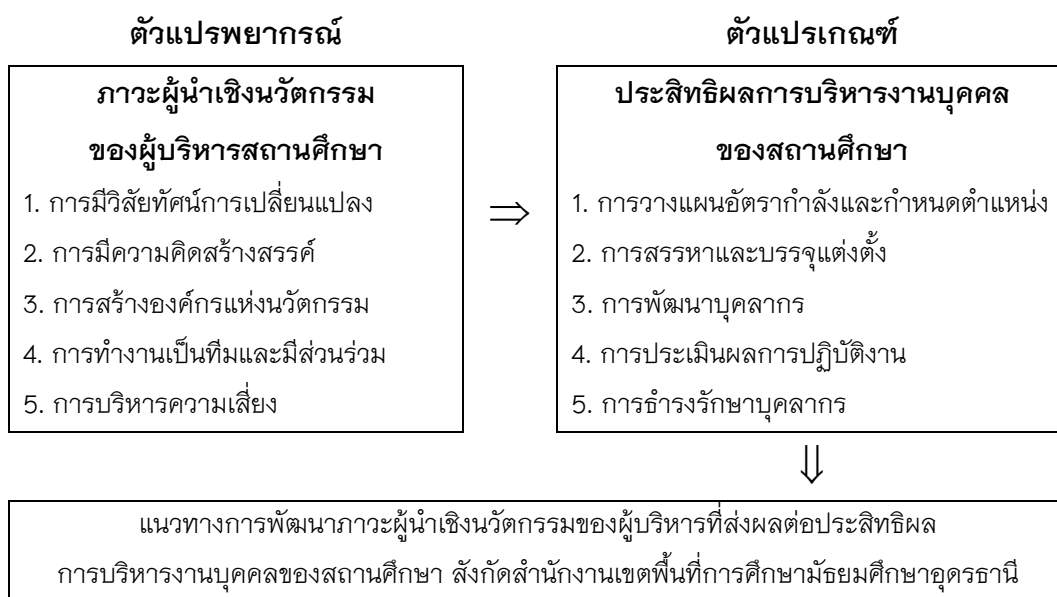 ตัวแปรพยากรณ์
ภาวะผู้นำเชิงนวัตกรรม
ของผู้บริหารสถานศึกษา
1. การมีวิสัยทัศน์การเปลี่ยนแปลง
2. การมีความคิดสร้างสรรค์
3. การสร้างองค์กรแห่งนวัตกรรม
4. การทำงานเป็นทีมและมีส่วนร่วม
5. การบริหารความเสี่ยง
⇒
ตัวแปรเกณฑ์
ประสิทธิผลการบริหารงานบุคคล
ของสถานศึกษา
1. การวางแผนอัตรากำลังและกำหนดตำแหน่ง
2. การสรรหาและบรรจุแต่งตั้ง
3. การพัฒนาบุคลากร
4. การประเมินผลการปฏิบัติงาน
5. การธำรงรักษาบุคลากร
⇓
แนวทางการพัฒนาภาวะผู้นำเชิงนวัตกรรมของผู้บริหารที่ส่งผลต่อประสิทธิผล
การบริหารงานบุคคลของสถานศึกษา สังกัดสำนักงานเขตพื้นที่การศึกษามัธยมศึกษาอุดรธานี